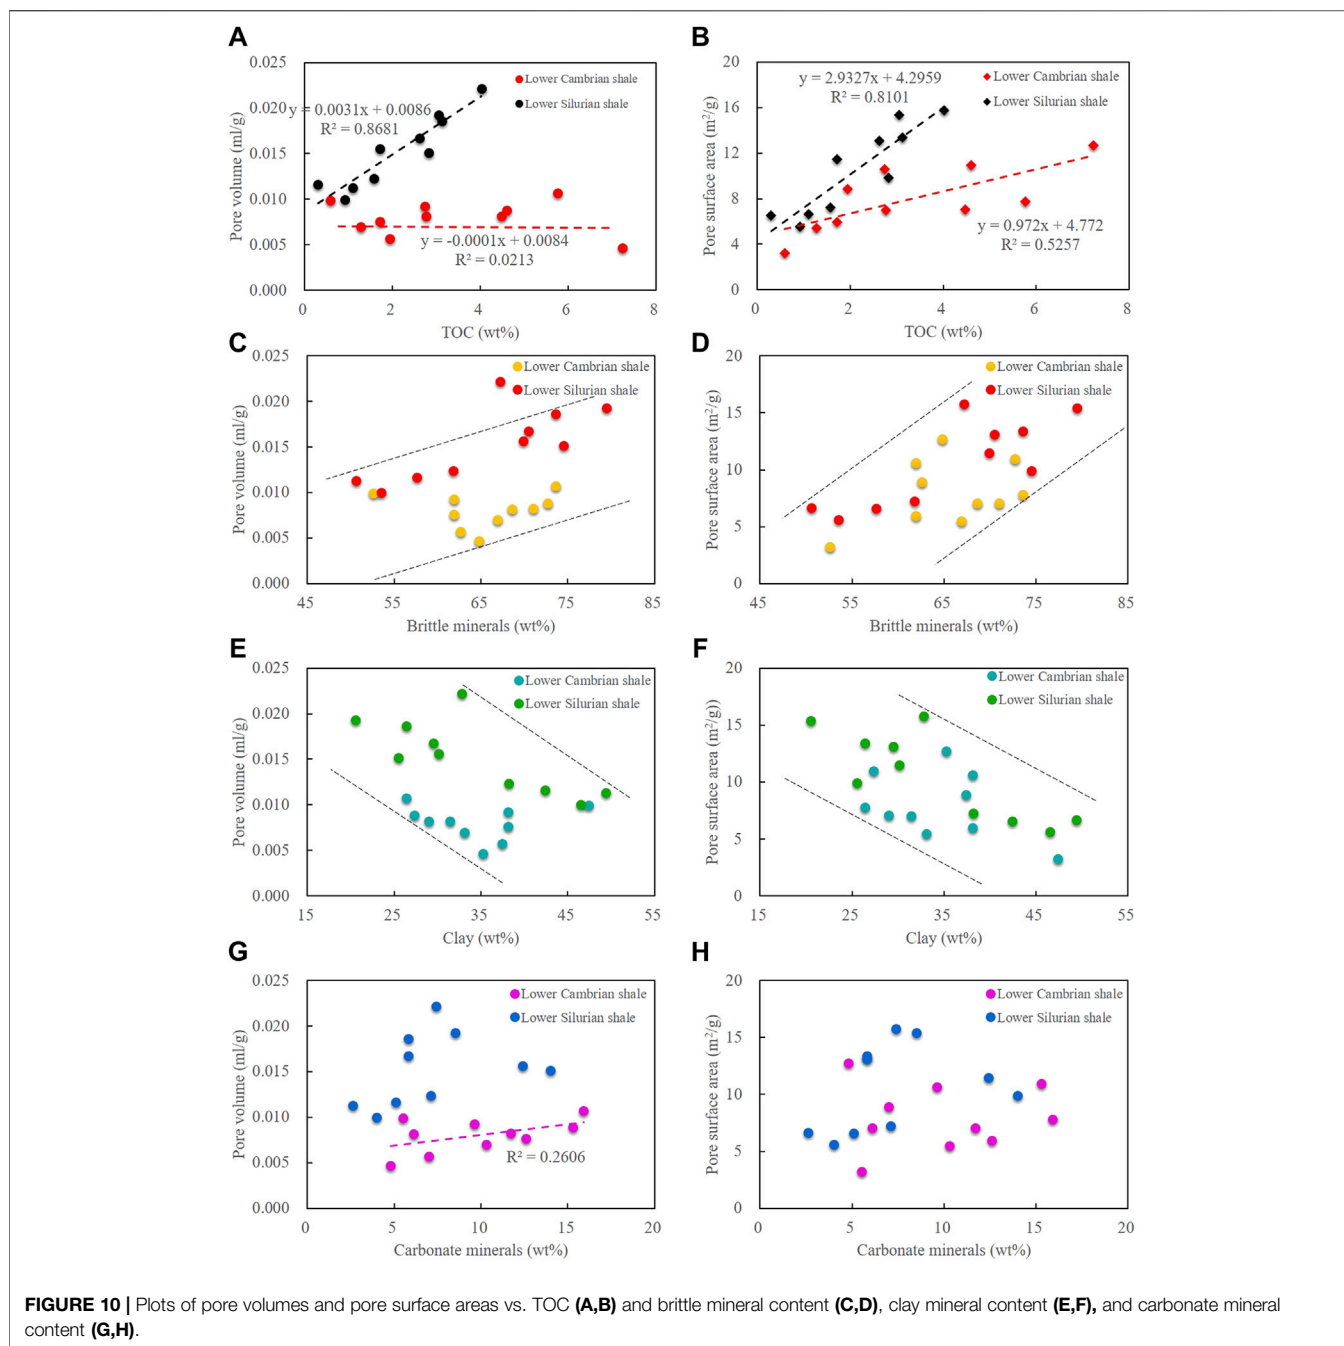 A
0.025
0.020
0.015
0.010
0.005
0.000
Pore volume (ml/g)
Lower Cambrian shale
Lower Silurian shale
y = 0.0031x + 0.0086
R² = 0.8681
y = -0.0001x + 0.0084
R² = 0.0213
2 4 6 8
TOC (wt%)
B
20
16
12
8
4
0
Pore surface area (m²/g)
y = 2.9327x + 4.2959
R² = 0.8101
Lower Cambrian shale
Lower Silurian shale
y = 0.972x + 4.772
R² = 0.5257
0 2 4 6 8
TOC (wt%)
C
0.025
0.020
0.015
0.010
0.005
0.000
Pore volume (ml/g)
Lower Cambrian shale
Lower Silurian shale
45 55 65 75 85
Brittle minerals (wt%)
D
20
15
10
5
0
Pore surface area (m²/g)
Lower Cambrian shale
Lower Silurian shale
45 55 65 75 85
Brittle minerals (wt%)
E
0.025
0.020
0.015
0.010
0.005
0.000
Pore volume (ml/g)
Lower Cambrian shale
Lower Silurian shale
15 25 35 45 55
Clay (wt%)
F
20
15
10
5
0
Pore surface area (m²/g))
Lower Cambrian shale
Lower Silurian shale
15 25 35 45 55
Clay (wt%)
G
0.025
0.020
0.015
0.010
0.005
0.000
Pore volume (ml/g)
Lower Cambrian shale
Lower Silurian shale
R² = 0.2606
0 5 10 15 20
Carbonate minerals (wt%)
H
20
15
10
5
0
Pore surface area (m²/g)
Lower Cambrian shale
Lower Silurian shale
0 5 10 15 20
Carbonate minerals (wt%)
FIGURE 10 | Plots of pore volumes and pore surface areas vs. TOC (A,B) and brittle mineral content (C,D), clay mineral content (E,F), and carbonate mineral
content (G,H).